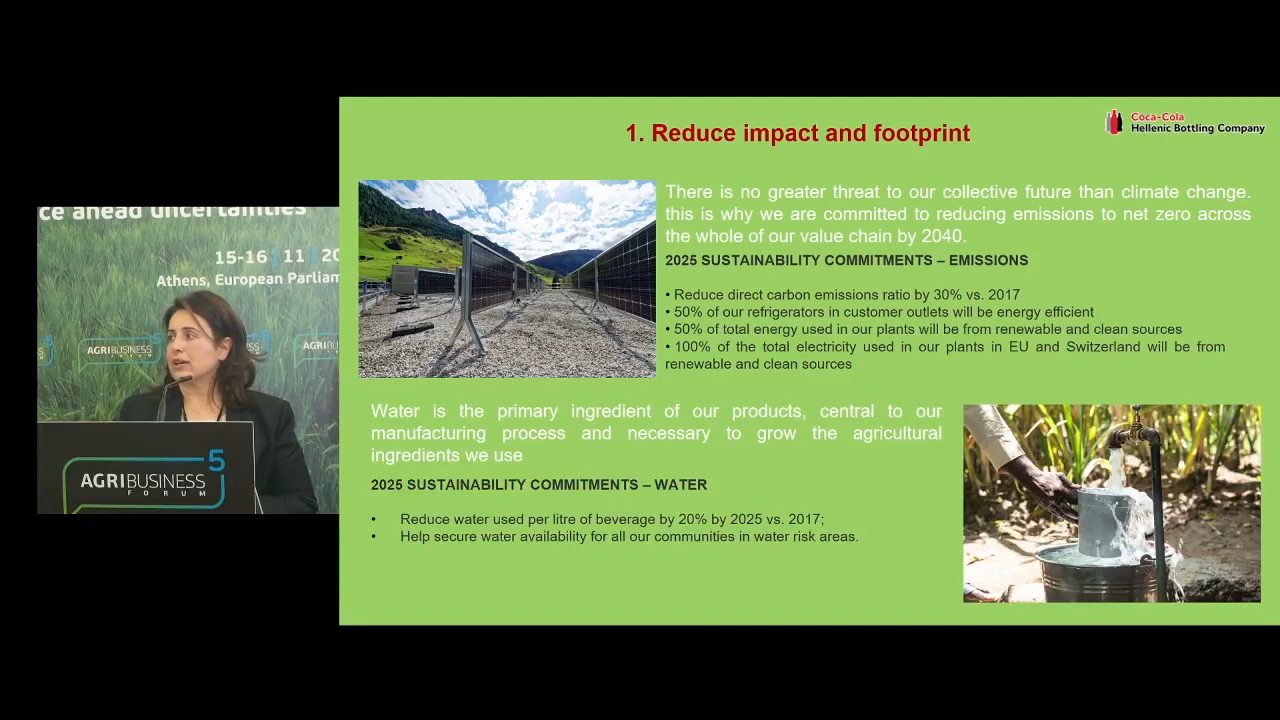 ce ahead uncertainties
15-16 | 11 | 20
Athens, European Parliam
AGRIBUSINESS
FORUM
AGRIBUSI
5
AGRIBUSINESS
FORUM
1. Reduce impact and footprint
Coca-Cola
Hellenic Bottling Company
There is no greater threat to our collective future than climate change.
this is why we are committed to reducing emissions to net zero across
the whole of our value chain by 2040.
2025 SUSTAINABILITY COMMITMENTS – EMISSIONS
• Reduce direct carbon emissions ratio by 30% vs. 2017
• 50% of our refrigerators in customer outlets will be energy efficient
• 50% of total energy used in our plants will be from renewable and clean sources
• 100% of the total electricity used in our plants in EU and Switzerland will be from
renewable and clean sources
Water is the primary ingredient of our products, central to our
manufacturing process and necessary to grow the agricultural
ingredients we use
2025 SUSTAINABILITY COMMITMENTS – WATER
• Reduce water used per litre of beverage by 20% by 2025 vs. 2017;
• Help secure water availability for all our communities in water risk areas.